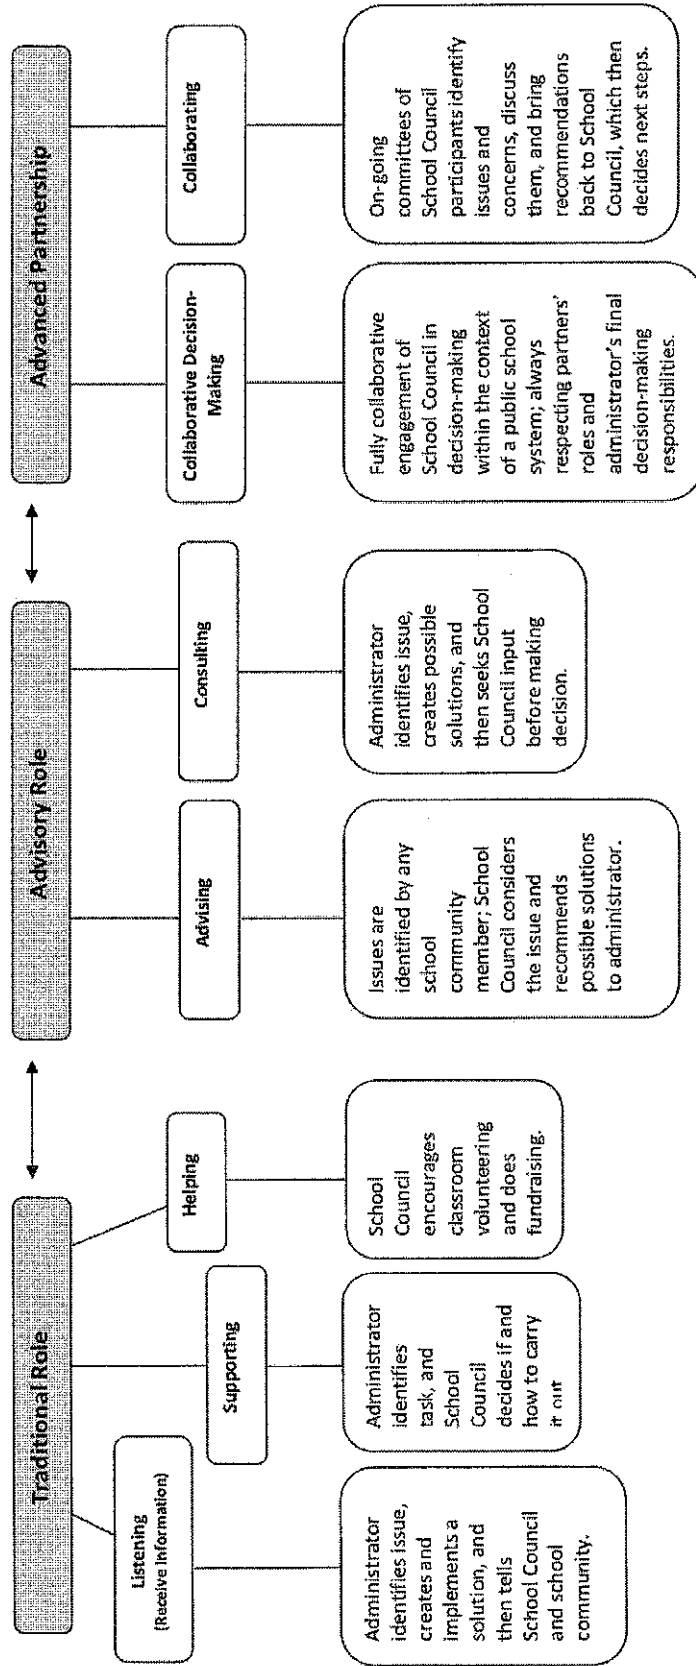 Traditional Role
Advisory Role
Advanced Partnership
Listening
(Receive Information)
Supporting
Helping
Advising
Consulting
Collaborative Decision-
Making
Collaborating
Administrator
identifies issue,
creates and
implements a
solution, and
then tells
School Council
and school
community.
Administrator
identifies
task, and
School
Council
decides if and
how to carry
it out
School
Council
encourages
classroom
volunteering
and does
fundraising.
Issues are
identified by any
school
community
member; School
Council considers
the issue and
recommends
possible solutions
to administrator.
Administrator
identifies issue,
creates possible
solutions, and
then seeks School
Council input
before making
decision.
Fully collaborative
engagement of
School Council in
decision-making
within the context
of a public school
system; always
respecting partners'
roles and
administrator's final
decision-making
responsibilities.
On-going
committees of
School Council
participants identify
issues and
concerns, discuss
them, and bring
recommendations
back to School
Council, which then
decides next steps.